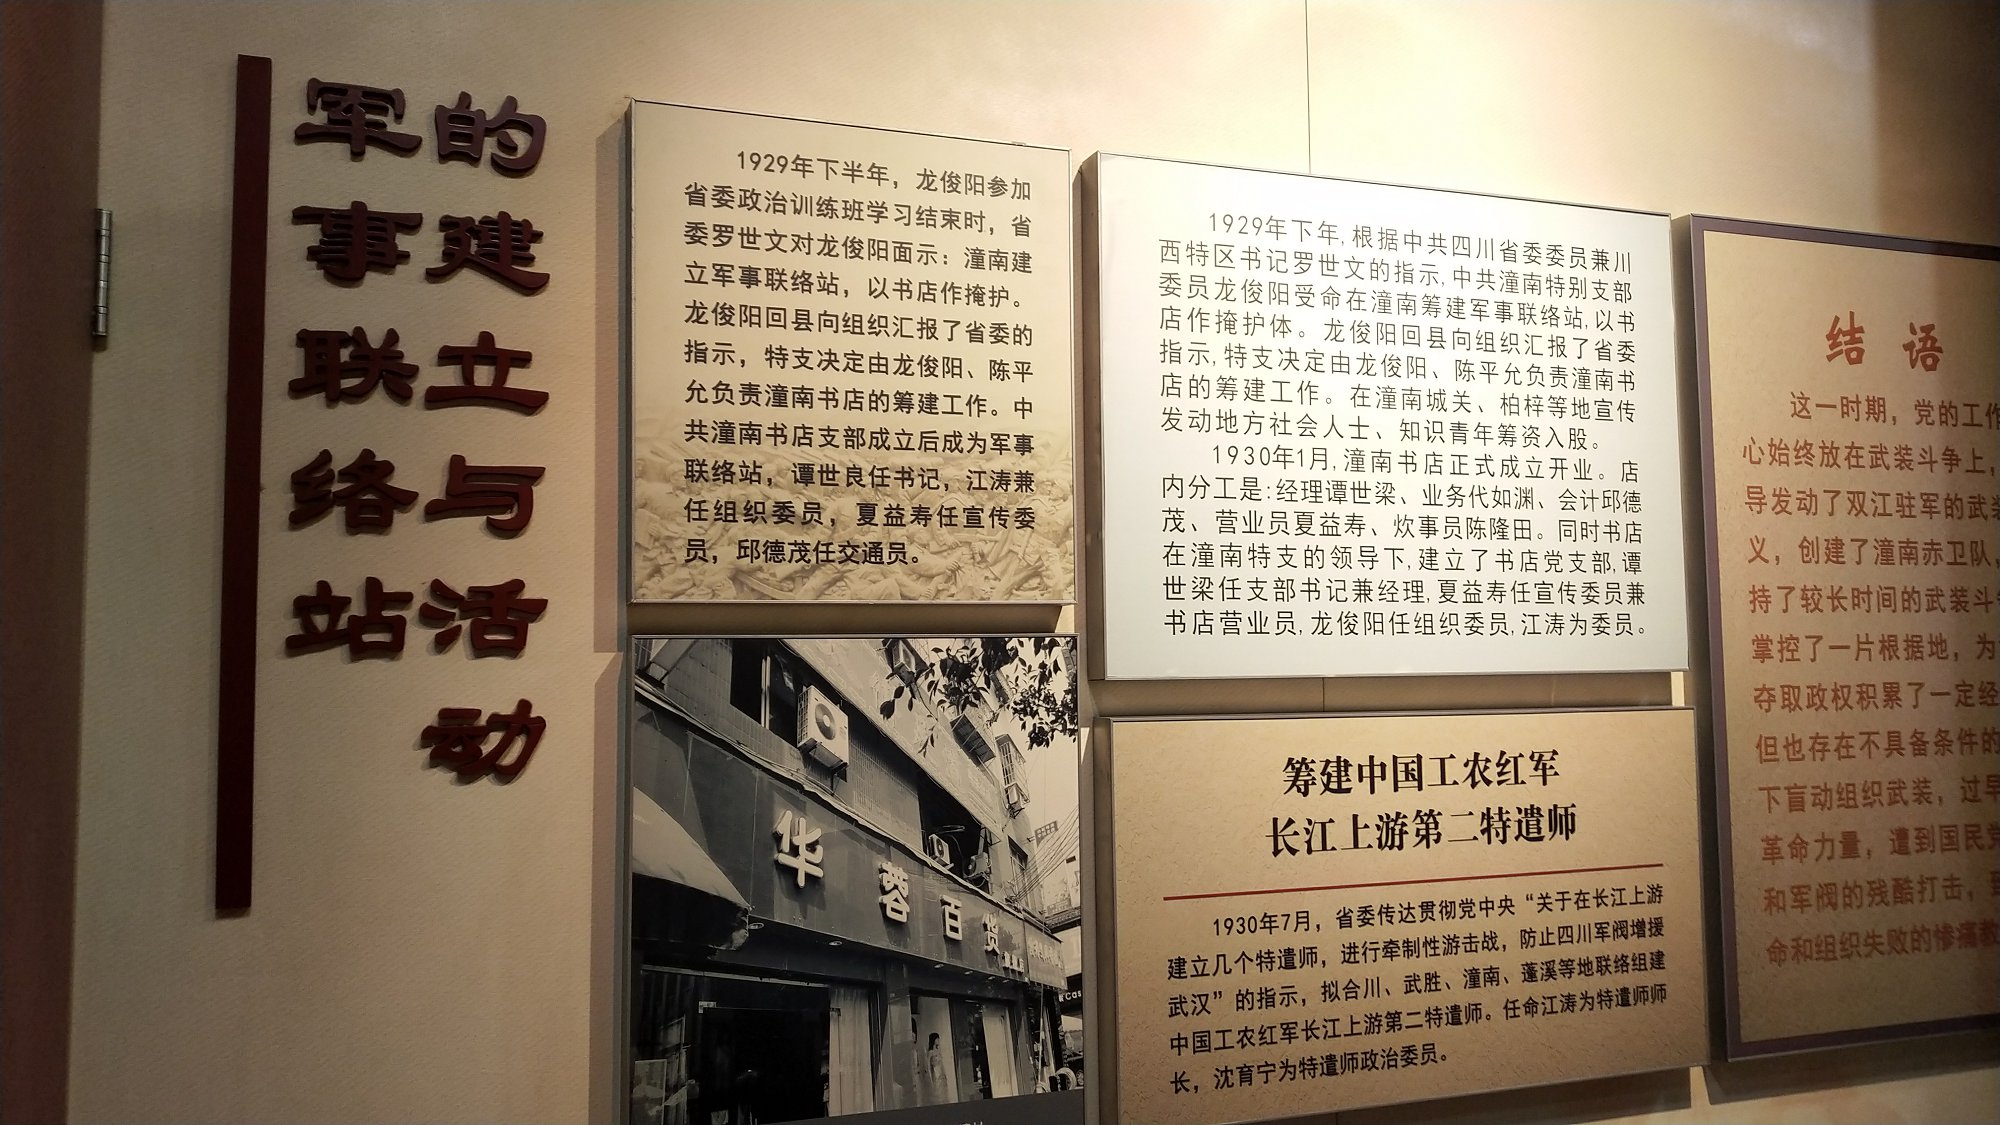 军事联络站
的建立与活动
1929年下半年，龙俊阳参加
省委政治训练班学习结束时，省
委罗世文对龙俊阳面示：潼南建
立军事联络站，以书店作掩护。
龙俊阳回县向组织汇报了省委的
指示，特支决定由龙俊阳、陈平
允负责潼南书店的筹建工作。中
共潼南书店支部成立后成为军事
联络站，谭世良任书记，江涛兼
任组织委员，夏益寿任宣传委
员，邱德茂任交通员。
1929年下年,根据中共四川省委委员兼川
西特区书记罗世文的指示,中共潼南特别支部
委员龙俊阳受命在潼南筹建军事联络站,以书
店作掩护体。龙俊阳回县向组织汇报了省委
指示,特支决定由龙俊阳、陈平允负责潼南书
店的筹建工作。在潼南城关、柏梓等地宣传
发动地方社会人士、知识青年筹资入股。
1930年1月,潼南书店正式成立开业。店
内分工是:经理谭世梁、业务代如渊、会计邱德
茂、营业员夏益寿、炊事员陈隆田。同时书店
在潼南特支的领导下,建立了书店党支部,谭
世梁任支部书记兼经理,夏益寿任宣传委员兼
书店营业员,龙俊阳任组织委员,江涛为委员。
华蓉百货
筹建中国工农红军
长江上游第二特遣师
1930年7月，省委传达贯彻党中央“关于在长江上游
建立几个特遣师，进行牵制性游击战，防止四川军阀增援
武汉”的指示，拟合川、武胜、潼南、蓬溪等地联络组建
中国工农红军长江上游第二特遣师。任命江涛为特遣师师
长，沈育宁为特遣师政治委员。
结语
这一时期，党的工作
心始终放在武装斗争上，
导发动了双江驻军的武装
义，创建了潼南赤卫队，
持了较长时间的武装斗
掌控了一片根据地，为
夺取政权积累了一定经
但也存在不具备条件的
下盲动组织武装，过早
革命力量，遭到国民党
和军阀的残酷打击，
命和组织失败的惨痛教